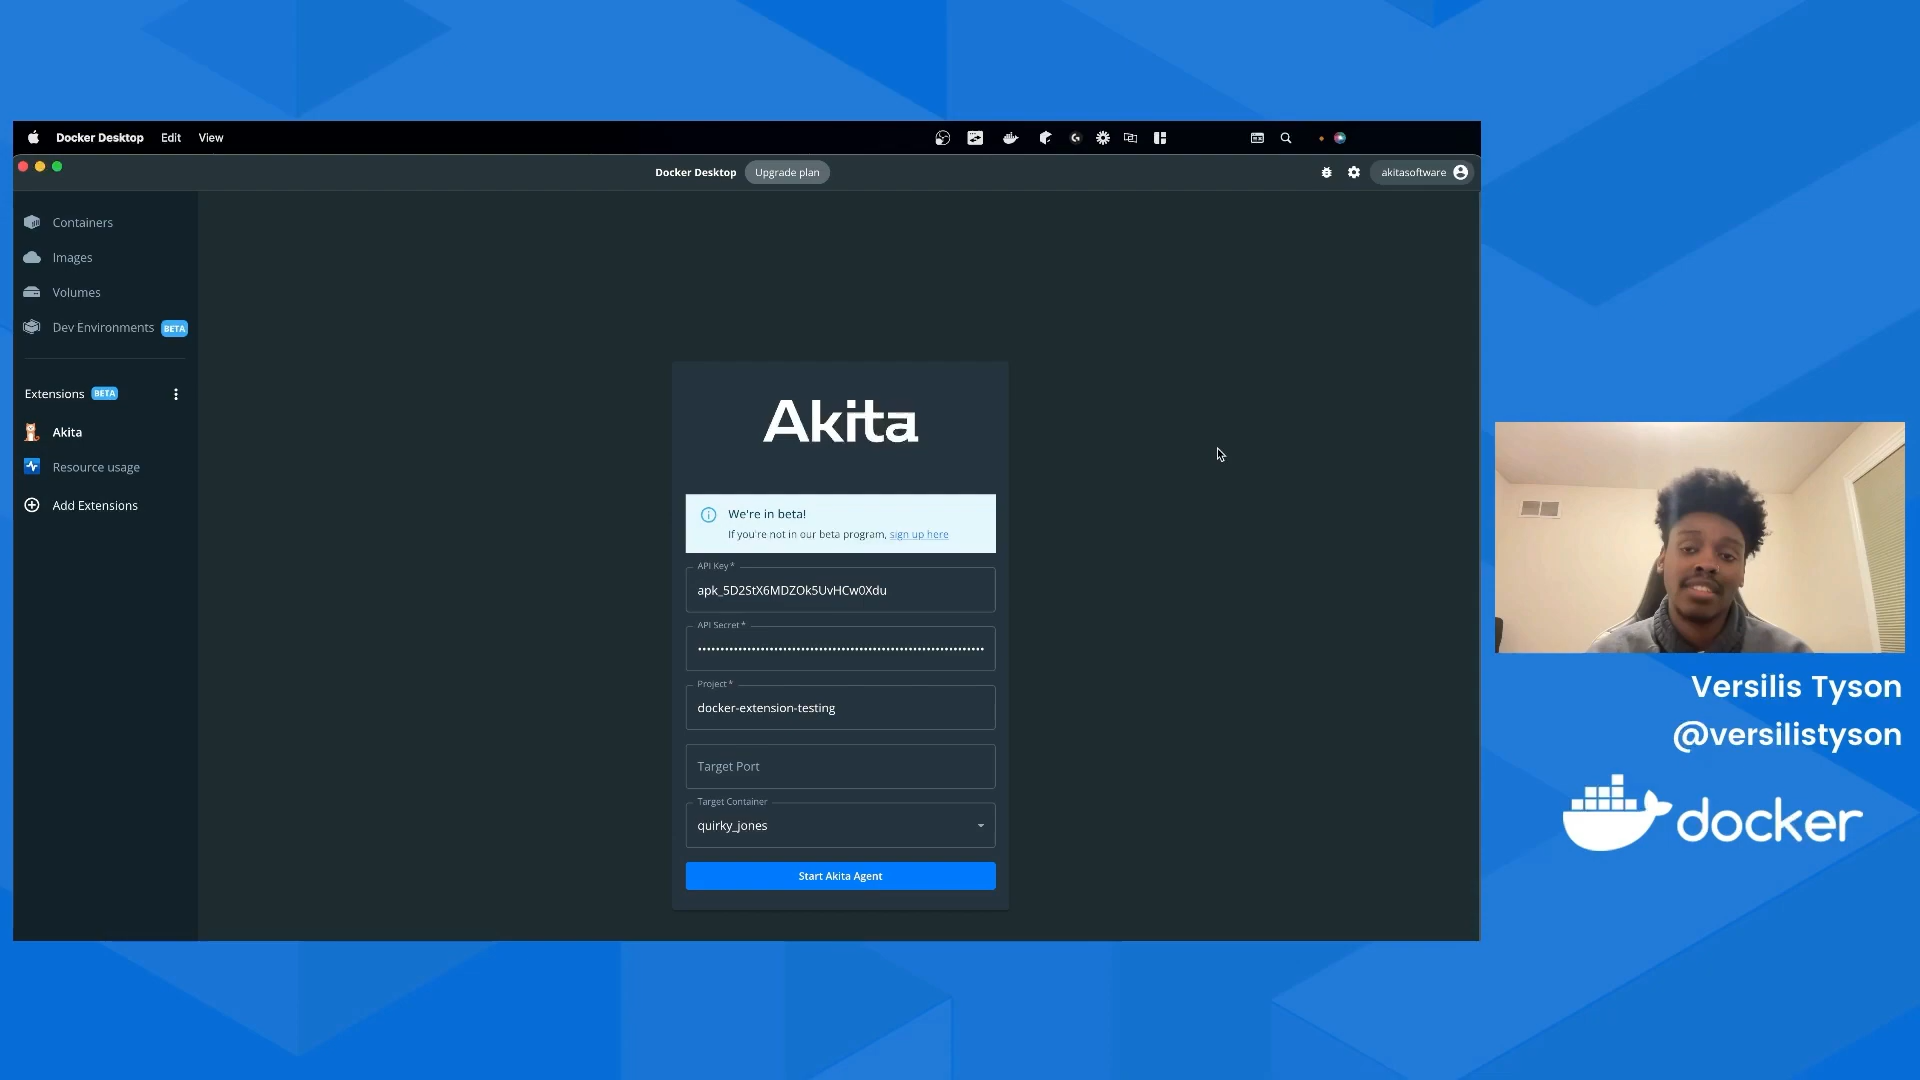 Docker Desktop Edit View
Docker Desktop Upgrade plan
akitasoftware
Containers
Images
Volumes
Dev Environments BETA
Extensions BETA
Akita
Resource usage
Add Extensions
Akita
We're in beta!
If you're not in our beta program, sign up here
API Key *
apk_5D2StX6MDZOk5UvHCw0Xdu
API Secret *
••••••••••••••••••••••••••••••••••••••••••••••••••••••••••••••••
Project *
docker-extension-testing
Target Port
Target Container
quirky_jones
Start Akita Agent
Versilis Tyson
@versilistyson
docker